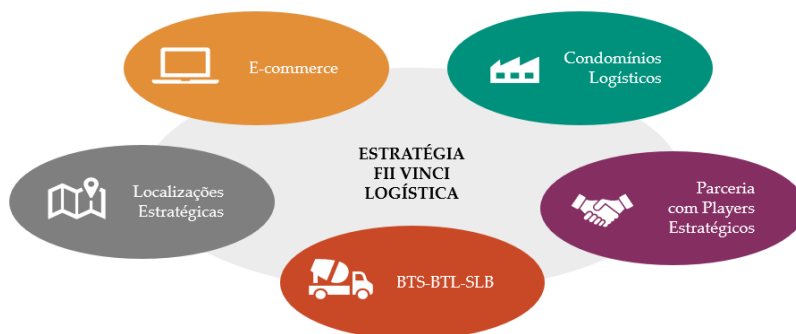 E-commerce
Condomínios
Logísticos
ESTRATÉGIA
FII VINCI
LOGÍSTICA
Localizações
Estratégicas
Parceria
com Players
Estratégicos
BTS-BTL-SLB